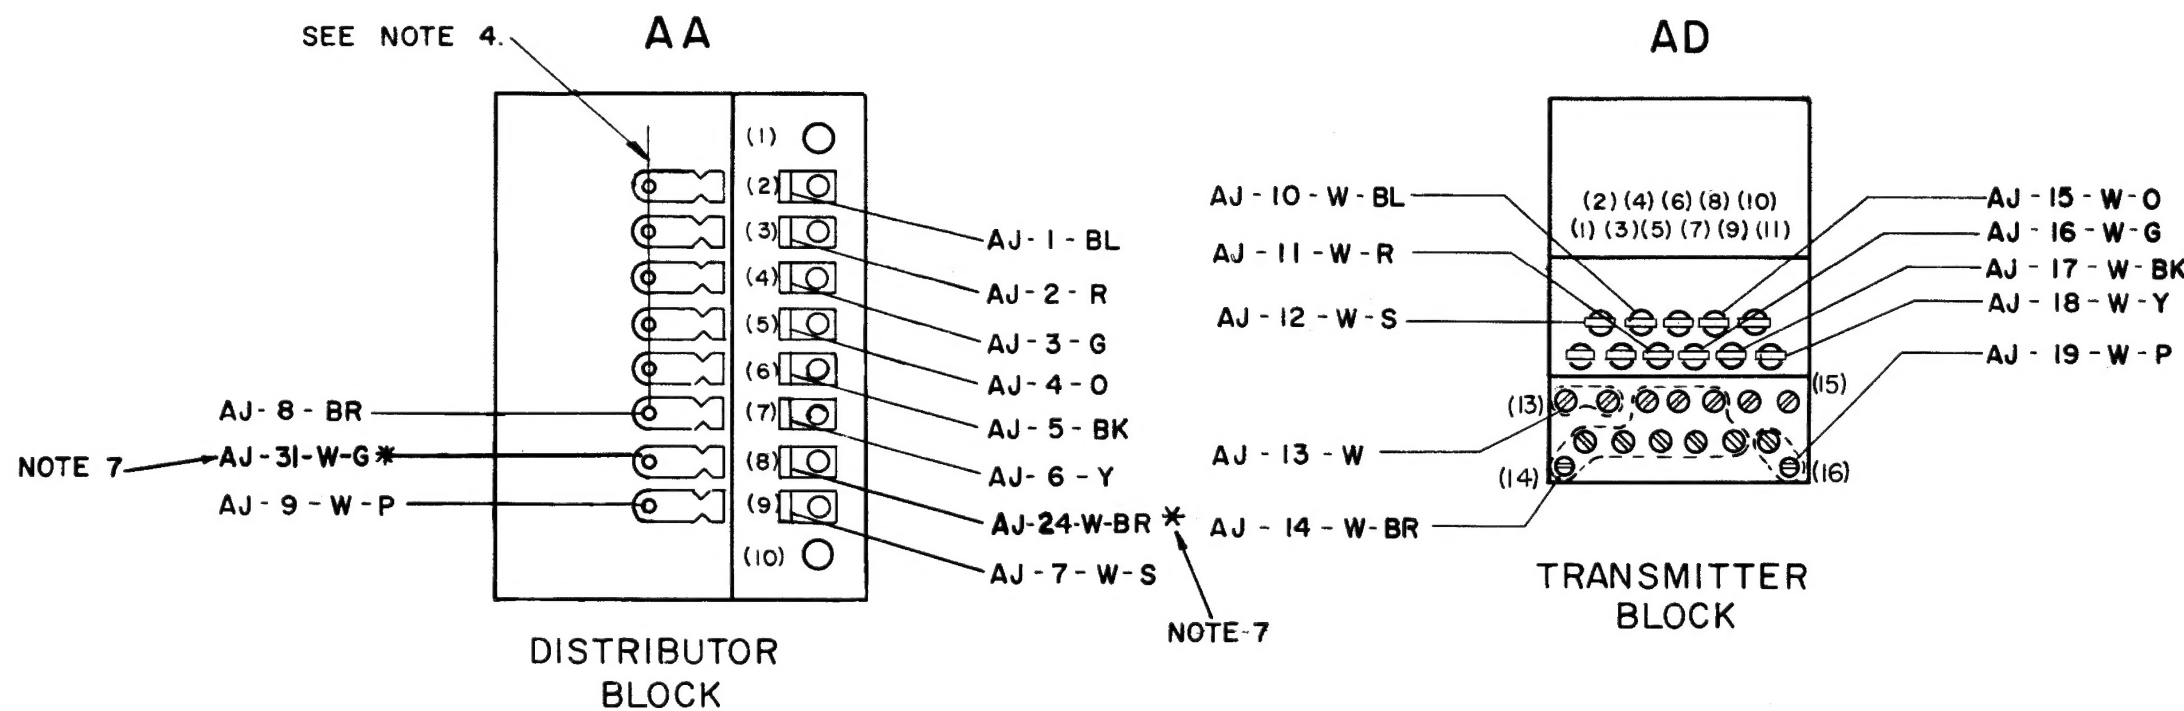 SEE NOTE 4.
AA
(1)
(2)
(3)
(4)
(5)
(6)
(7)
(8)
(9)
(10)
AJ-8-BR
NOTE 7
AJ-31-W-G*
AJ-9-W-P
AJ-1-BL
AJ-2-R
AJ-3-G
AJ-4-O
AJ-5-BK
AJ-6-Y
AJ-24-W-BR *
AJ-7-W-S
NOTE-7
DISTRIBUTOR
BLOCK
AD
(2) (4) (6) (8) (10)
(1) (3) (5) (7) (9) (11)
AJ-10-W-BL
AJ-11-W-R
AJ-12-W-S
AJ-13-W
AJ-14-W-BR
AJ-15-W-O
AJ-16-W-G
AJ-17-W-BK
AJ-18-W-Y
AJ-19-W-P
(13)
(15)
(14)
(16)
TRANSMITTER
BLOCK